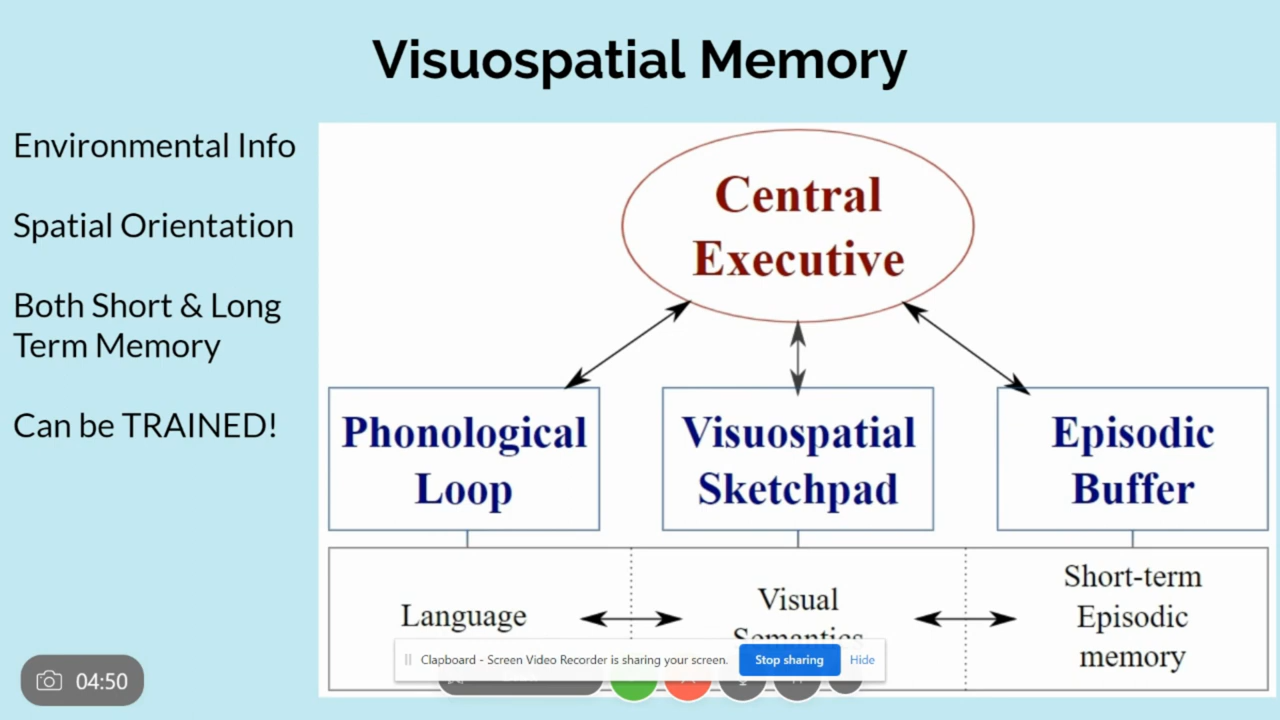 Visuospatial Memory
Environmental Info
Spatial Orientation
Both Short & Long
Term Memory
Can be TRAINED!
Central
Executive
Phonological
Loop
Visuospatial
Sketchpad
Episodic
Buffer
Language
Visual
Semantics
Short-term
Episodic
memory
Clapboard - Screen Video Recorder is sharing your screen.
Stop sharing
Hide
04:50